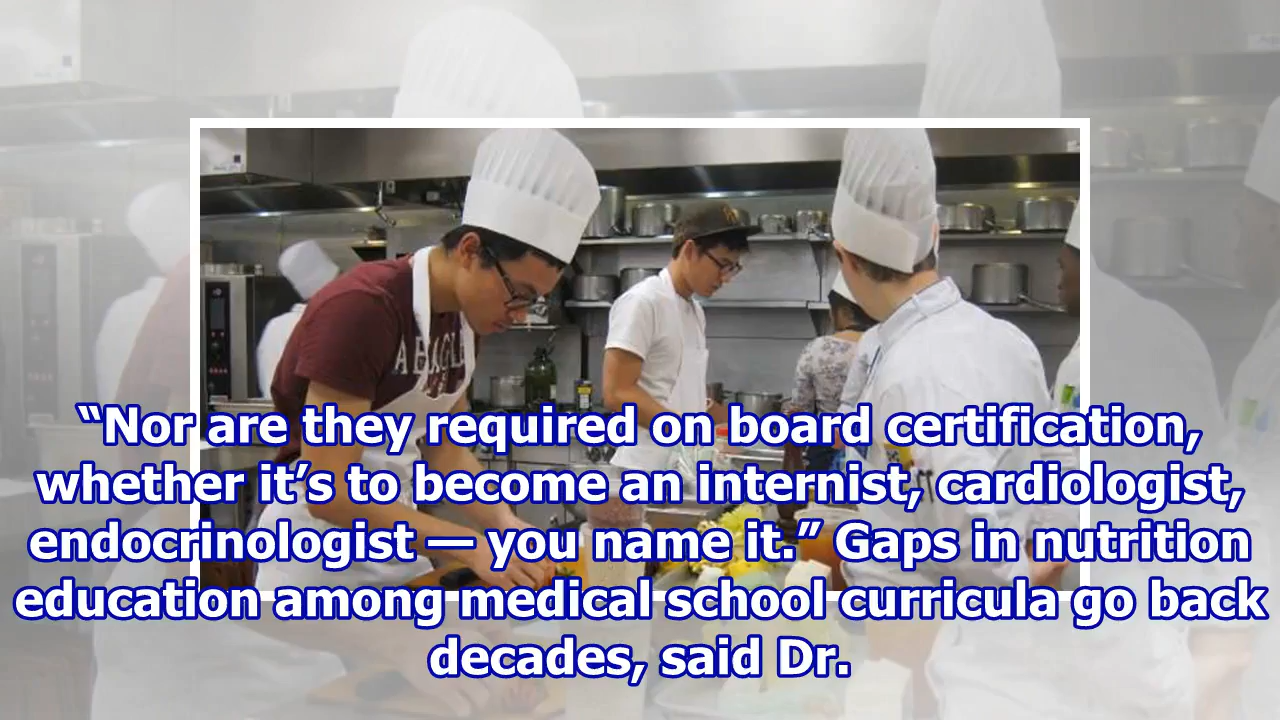 “Nor are they required on board certification,
whether it’s to become an internist, cardiologist,
endocrinologist — you name it.” Gaps in nutrition
education among medical school curricula go back
decades, said Dr.